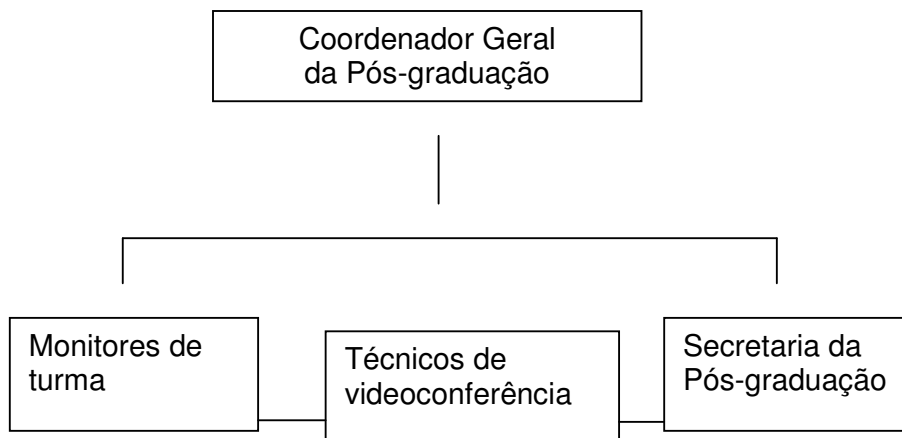 Coordenador Geral
da Pós-graduação
Monitores de
turma
Técnicos de
videoconferência
Secretaria da
Pós-graduação